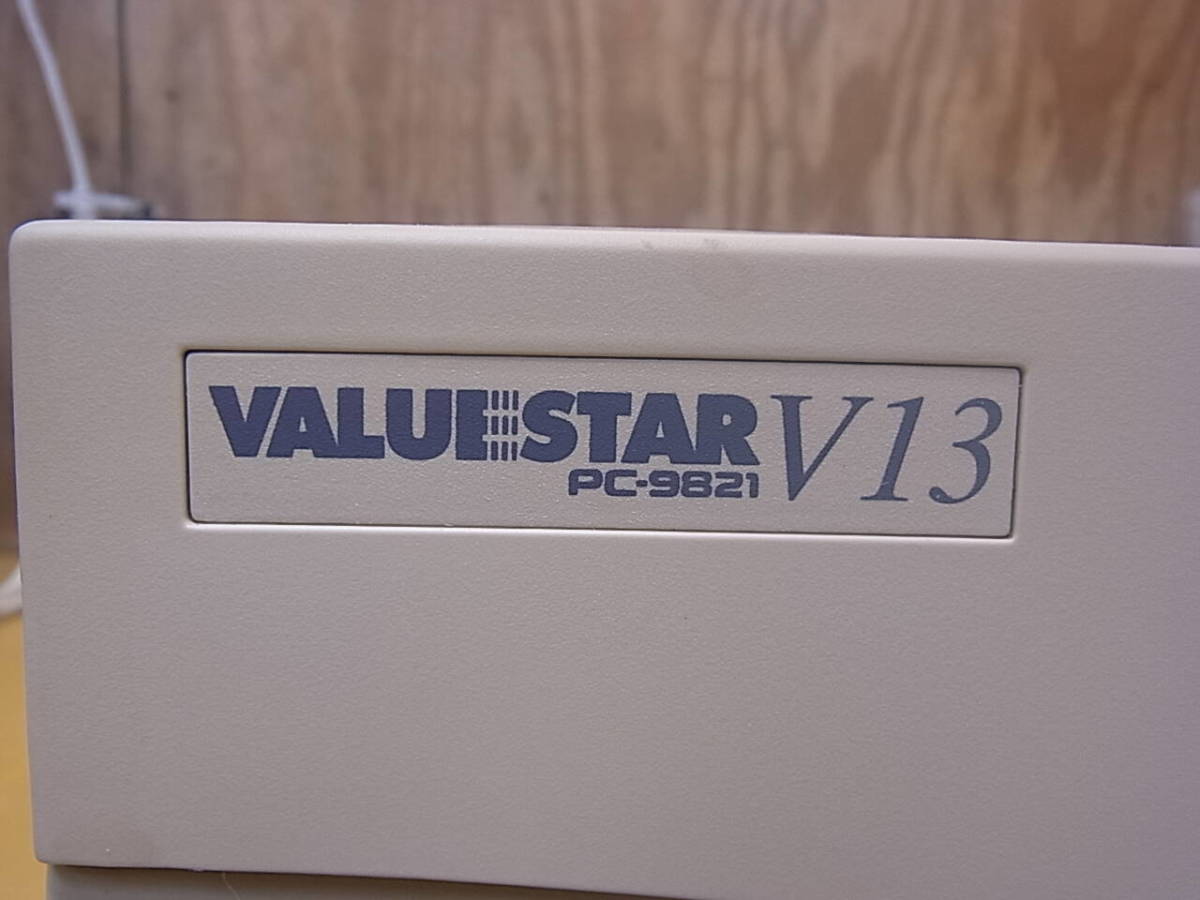 VALUESTAR V13
PC-9821